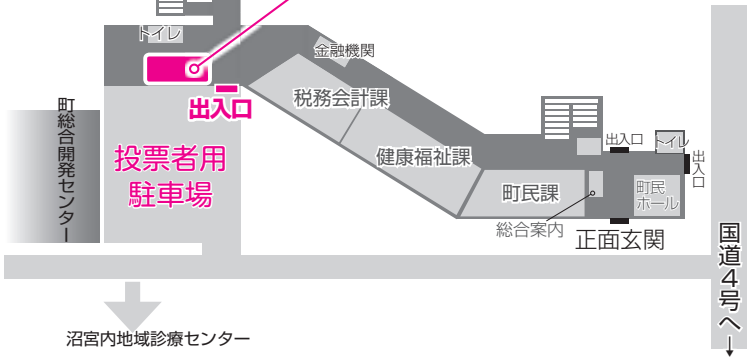 トイレ
金融機関
出入口
税務会計課
町総合開発センター
投票者用
駐車場
健康福祉課
出入口
トイレ
出入口
町民課
町民
ホール
総合案内
正面玄関
国道4号へ↓
沼宮内地域診療センター